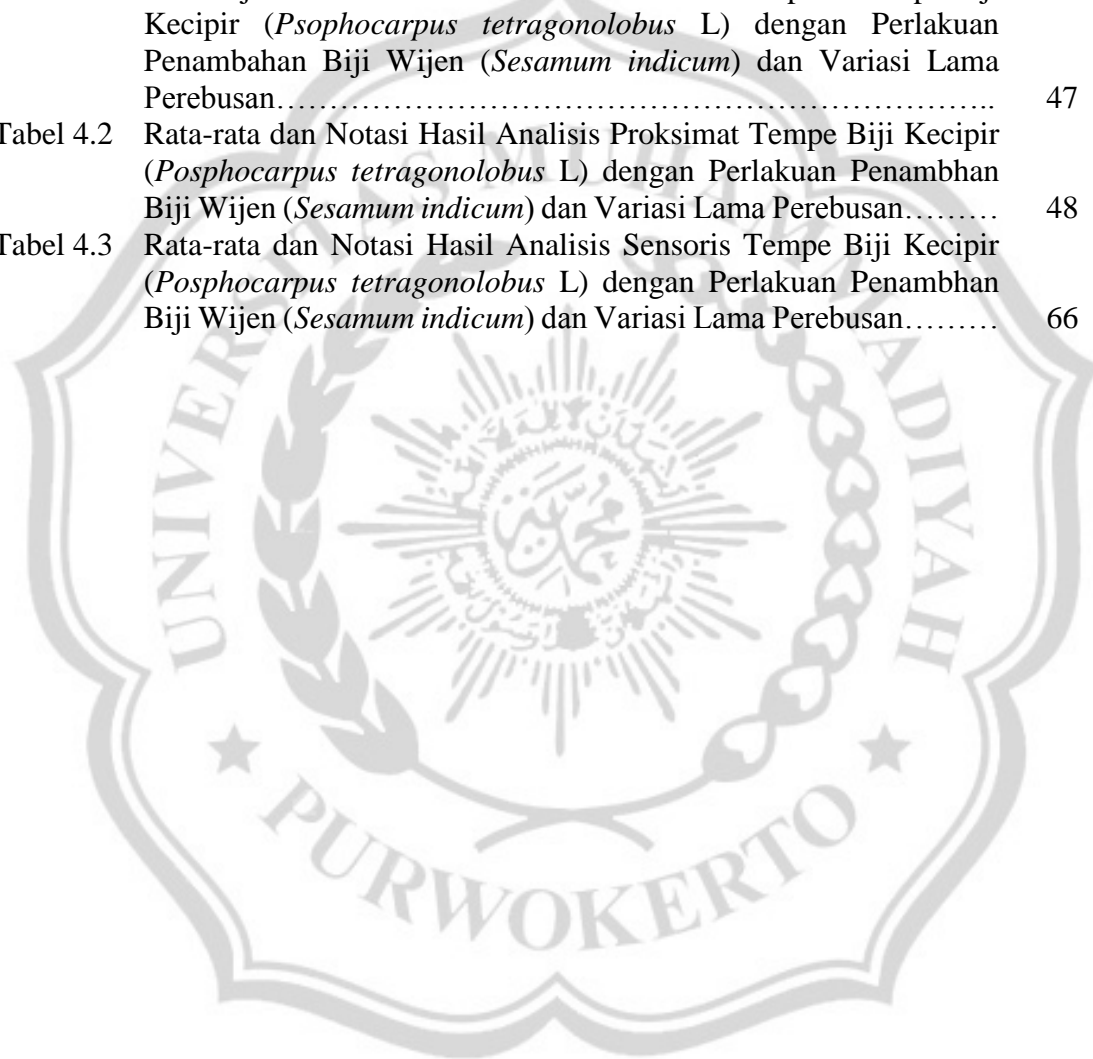 Kecipir (Psophocarpus tetragonolobus L) dengan Perlakuan
Penambahan Biji Wijen (Sesamum indicum) dan Variasi Lama
Perebusan……………………………………………………………….. 47
Tabel 4.2 Rata-rata dan Notasi Hasil Analisis Proksimat Tempe Biji Kecipir
(Posphocarpus tetragonolobus L) dengan Perlakuan Penambhan
Biji Wijen (Sesamum indicum) dan Variasi Lama Perebusan……… 48
Tabel 4.3 Rata-rata dan Notasi Hasil Analisis Sensoris Tempe Biji Kecipir
(Posphocarpus tetragonolobus L) dengan Perlakuan Penambhan
Biji Wijen (Sesamum indicum) dan Variasi Lama Perebusan……… 66
UNIVERSITAS MUHAMMADIYAH
PURWOKERTO